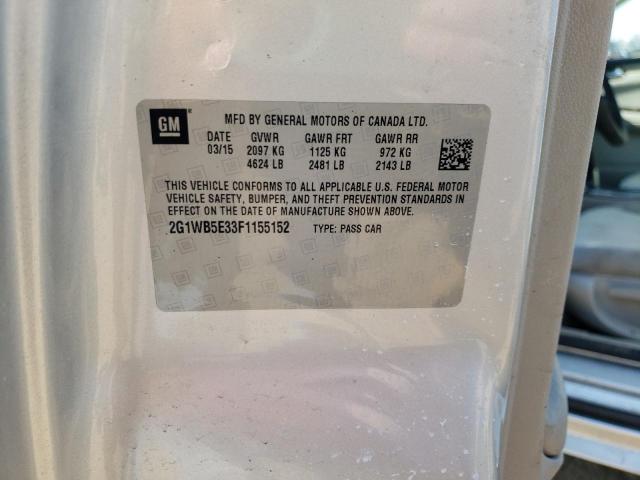 GM
MFD BY GENERAL MOTORS OF CANADA LTD.
DATE GVWR GAWR FRT GAWR RR
03/15 2097 KG 1125 KG 972 KG
4624 LB 2481 LB 2143 LB
THIS VEHICLE CONFORMS TO ALL APPLICABLE U.S. FEDERAL MOTOR
VEHICLE SAFETY, BUMPER, AND THEFT PREVENTION STANDARDS IN
EFFECT ON THE DATE OF MANUFACTURE SHOWN ABOVE.
2G1WB5E33F1155152 TYPE: PASS CAR